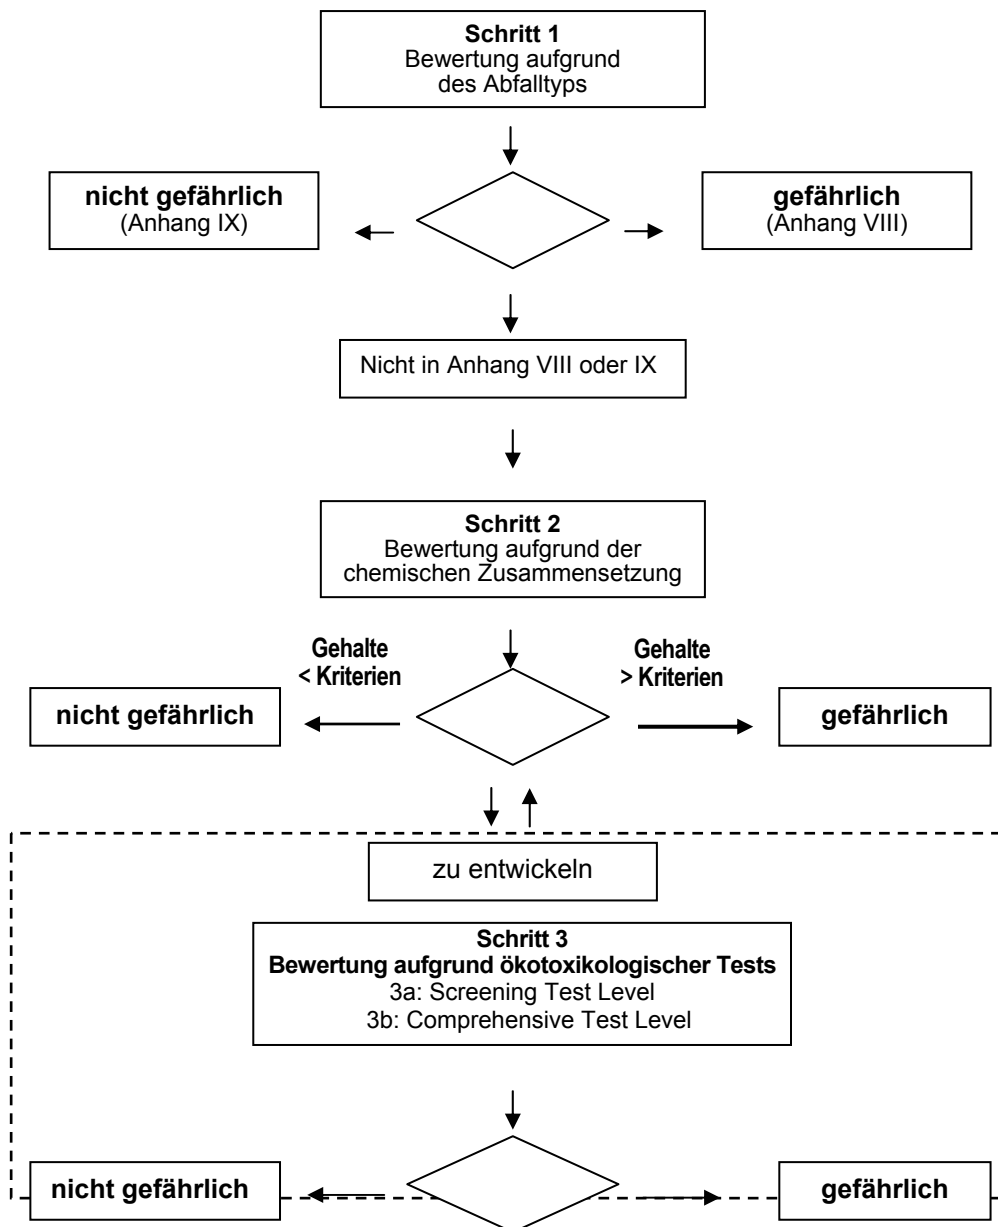 Schritt 1
Bewertung aufgrund
des Abfalltyps
nicht gefährlich
(Anhang IX)
gefährlich
(Anhang VIII)
Nicht in Anhang VIII oder IX
Schritt 2
Bewertung aufgrund der
chemischen Zusammensetzung
Gehalte
< Kriterien
Gehalte
> Kriterien
nicht gefährlich
gefährlich
zu entwickeln
Schritt 3
Bewertung aufgrund ökotoxikologischer Tests
3a: Screening Test Level
3b: Comprehensive Test Level
nicht gefährlich
gefährlich